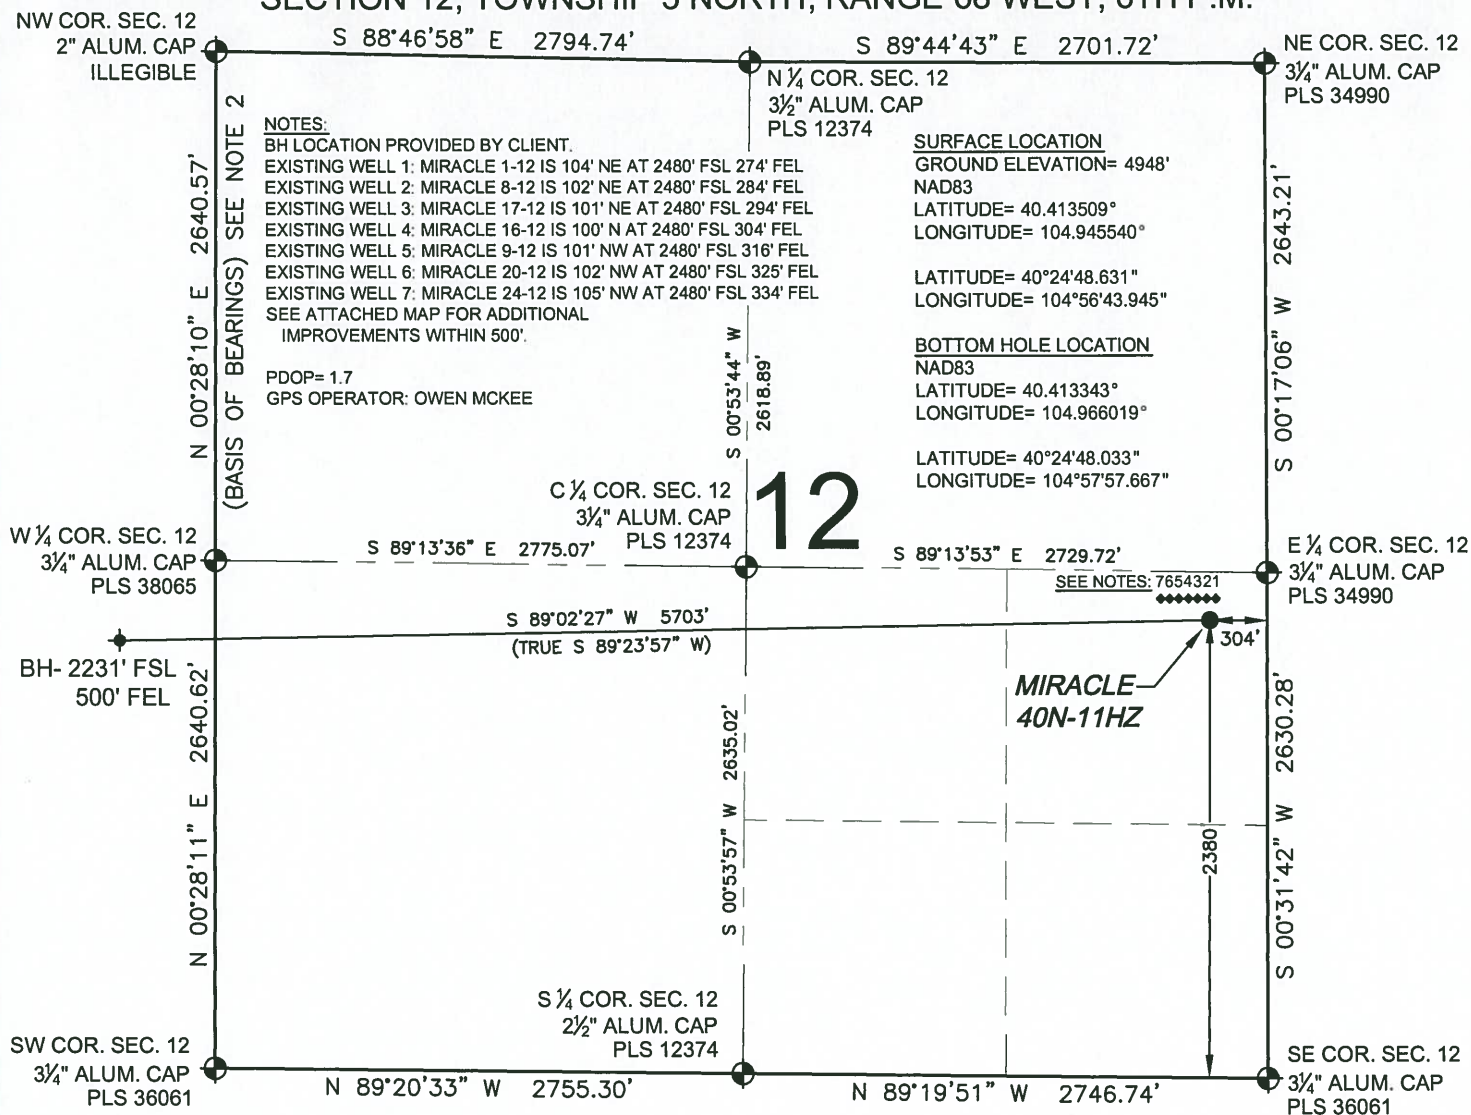 SECTION 12, TOWNSHIP 5 NORTH, RANGE 68 WEST, 6TH P.M.
NW COR. SEC. 12
2" ALUM. CAP
ILLEGIBLE
S 88°46'58" E 2794.74'
S 89°44'43" E 2701.72'
NE COR. SEC. 12
3¼" ALUM. CAP
PLS 34990
N ¼ COR. SEC. 12
3½" ALUM. CAP
PLS 12374
N 00°28'10" E 2640.57'
(BASIS OF BEARINGS) SEE NOTE 2
NOTES:
BH LOCATION PROVIDED BY CLIENT.
EXISTING WELL 1: MIRACLE 1-12 IS 104' NE AT 2480' FSL 274' FEL
EXISTING WELL 2: MIRACLE 8-12 IS 102' NE AT 2480' FSL 284' FEL
EXISTING WELL 3: MIRACLE 17-12 IS 101' NE AT 2480' FSL 294' FEL
EXISTING WELL 4: MIRACLE 16-12 IS 100' N AT 2480' FSL 304' FEL
EXISTING WELL 5: MIRACLE 9-12 IS 101' NW AT 2480' FSL 316' FEL
EXISTING WELL 6: MIRACLE 20-12 IS 102' NW AT 2480' FSL 325' FEL
EXISTING WELL 7: MIRACLE 24-12 IS 105' NW AT 2480' FSL 334' FEL
SEE ATTACHED MAP FOR ADDITIONAL
IMPROVEMENTS WITHIN 500'.
PDOP= 1.7
GPS OPERATOR: OWEN MCKEE
SURFACE LOCATION
GROUND ELEVATION= 4948'
NAD83
LATITUDE= 40.413509°
LONGITUDE= 104.945540°
LATITUDE= 40°24'48.631"
LONGITUDE= 104°56'43.945"
BOTTOM HOLE LOCATION
NAD83
LATITUDE= 40.413343°
LONGITUDE= 104.966019°
LATITUDE= 40°24'48.033"
LONGITUDE= 104°57'57.667"
S 00°53'44" W
2618.89'
S 00°17'06" W 2643.21'
C ¼ COR. SEC. 12
3¼" ALUM. CAP
PLS 12374
12
W ¼ COR. SEC. 12
3¼" ALUM. CAP
PLS 38065
S 89°13'36" E 2775.07'
S 89°13'53" E 2729.72'
E ¼ COR. SEC. 12
3¼" ALUM. CAP
PLS 34990
SEE NOTES: 7654321
S 89°02'27" W 5703'
(TRUE S 89°23'57" W)
304'
BH- 2231' FSL
500' FEL
MIRACLE
40N-11HZ
N 00°28'11" E 2640.62'
S 00°53'57" W 2635.02'
2380'
S 00°31'42" W 2630.28'
S ¼ COR. SEC. 12
2½" ALUM. CAP
PLS 12374
SW COR. SEC. 12
3¼" ALUM. CAP
PLS 36061
N 89°20'33" W 2755.30'
N 89°19'51" W 2746.74'
SE COR. SEC. 12
3¼" ALUM. CAP
PLS 36061